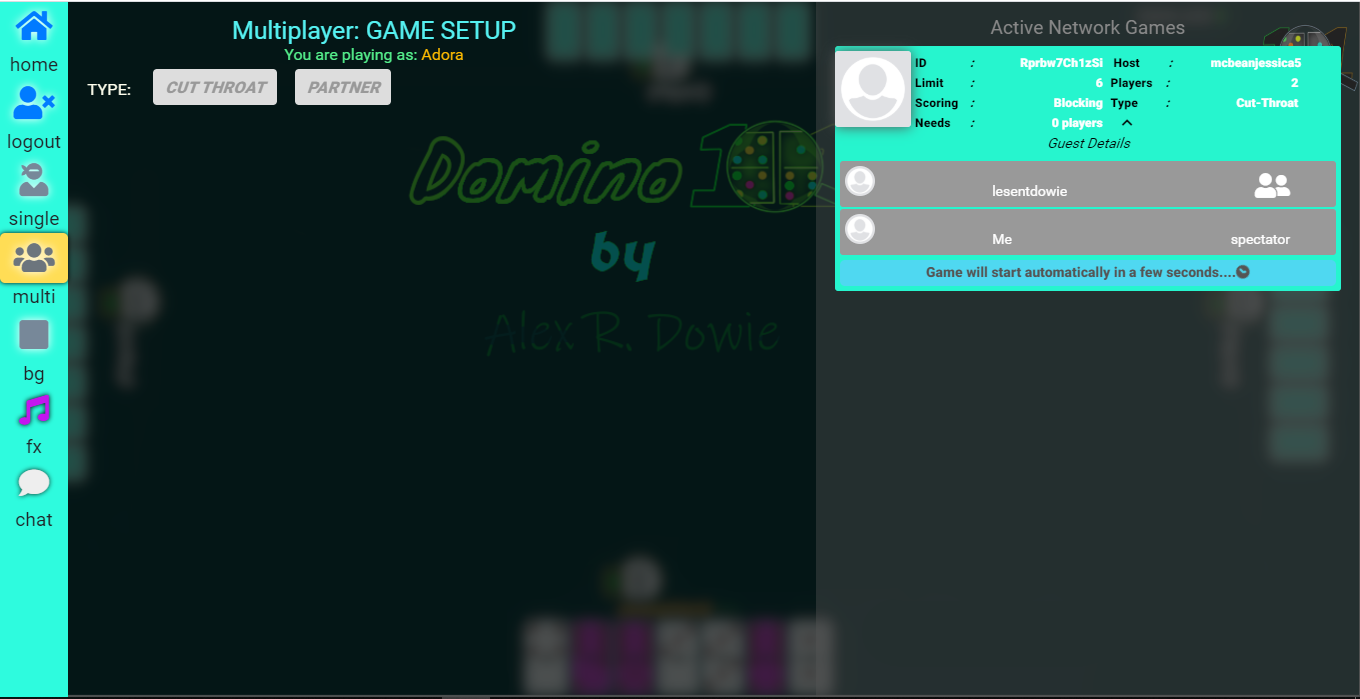 home
logout
single
multi
bg
fx
chat
Multiplayer: GAME SETUP
You are playing as: Adora
TYPE: CUT THROAT PARTNER
Domino
by
Alex R. Dowie
Active Network Games
ID : Rprbw7Ch1zSi Host : mcbeanjessica5
Limit : 6 Players : 2
Scoring : Blocking Type : Cut-Throat
Needs : 0 players
Guest Details
lesentdowie
Me spectator
Game will start automatically in a few seconds....